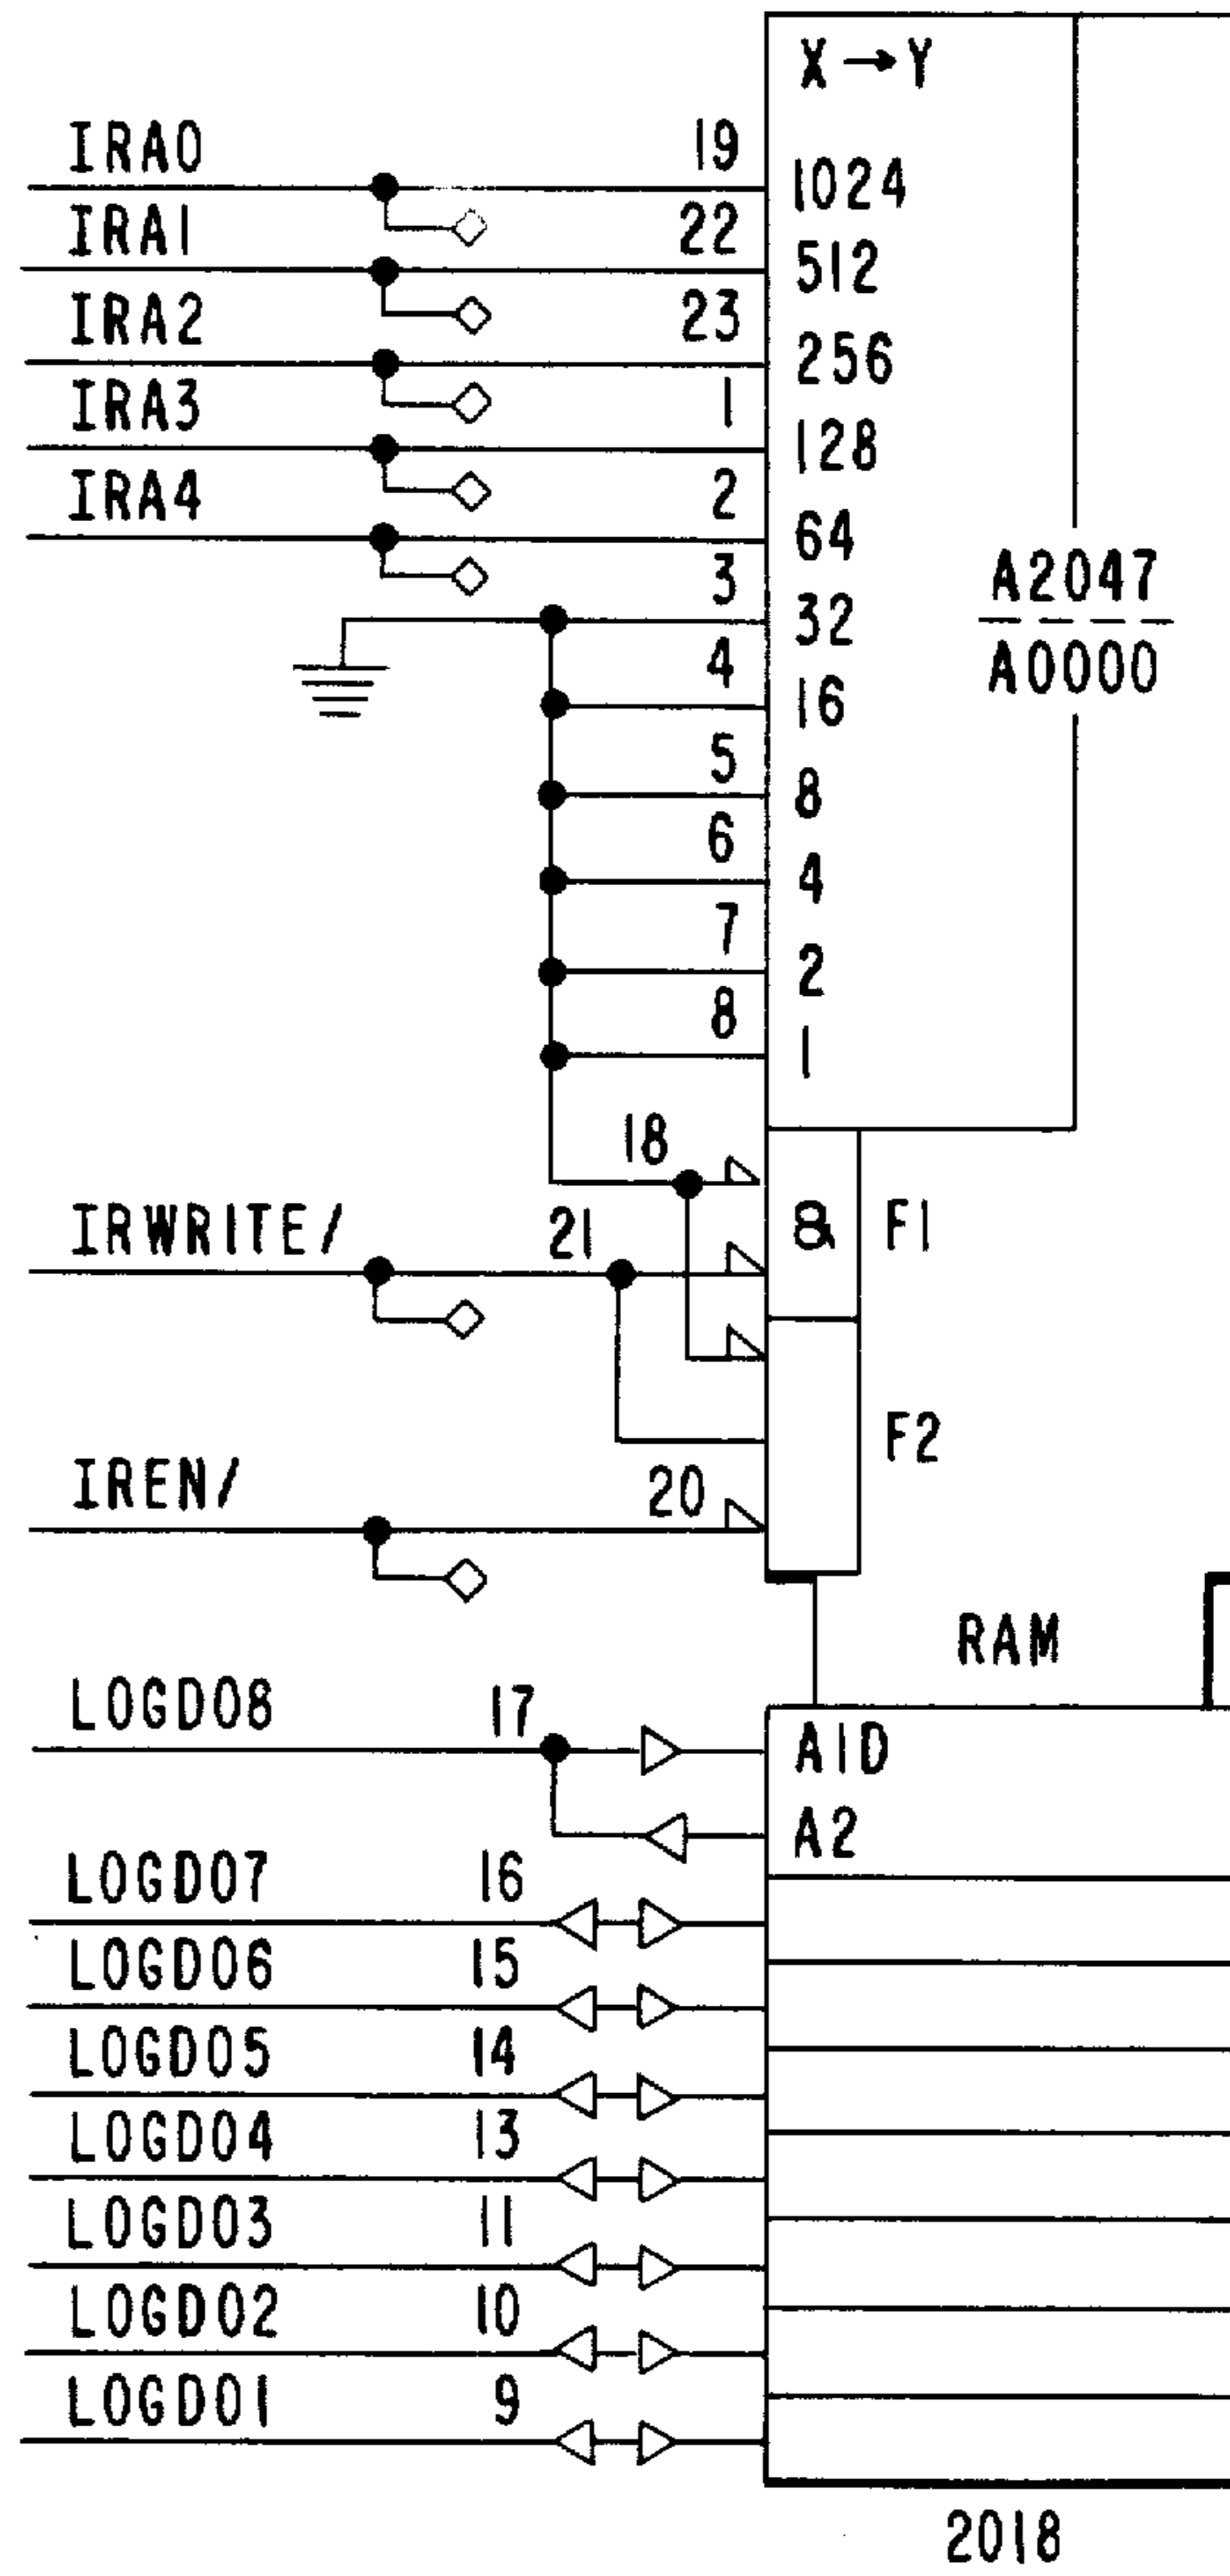 X → Y
IRA0 19 1024
IRA1 22 512
IRA2 23 256
IRA3 1 128
IRA4 2 64
3 32
A2047
A0000
4 16
5 8
6 4
7 2
8 1
18
IRWRITE/ 21 & F1
F2
IREN/ 20
RAM
LOGD08 17 A1D
A2
LOGD07 16
LOGD06 15
LOGD05 14
LOGD04 13
LOGD03 11
LOGD02 10
LOGD01 9
2018